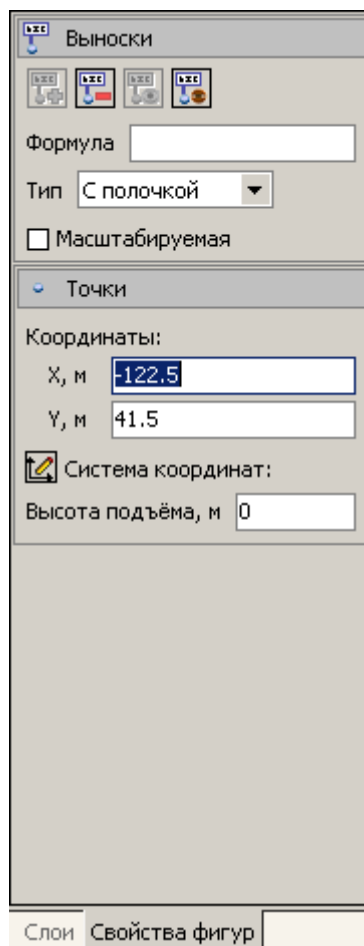 Выноски
Формула
Тип С полочкой
Масштабируемая
Точки
Координаты:
X, м -122.5
Y, м 41.5
Система координат:
Высота подъёма, м 0
Слои Свойства фигур